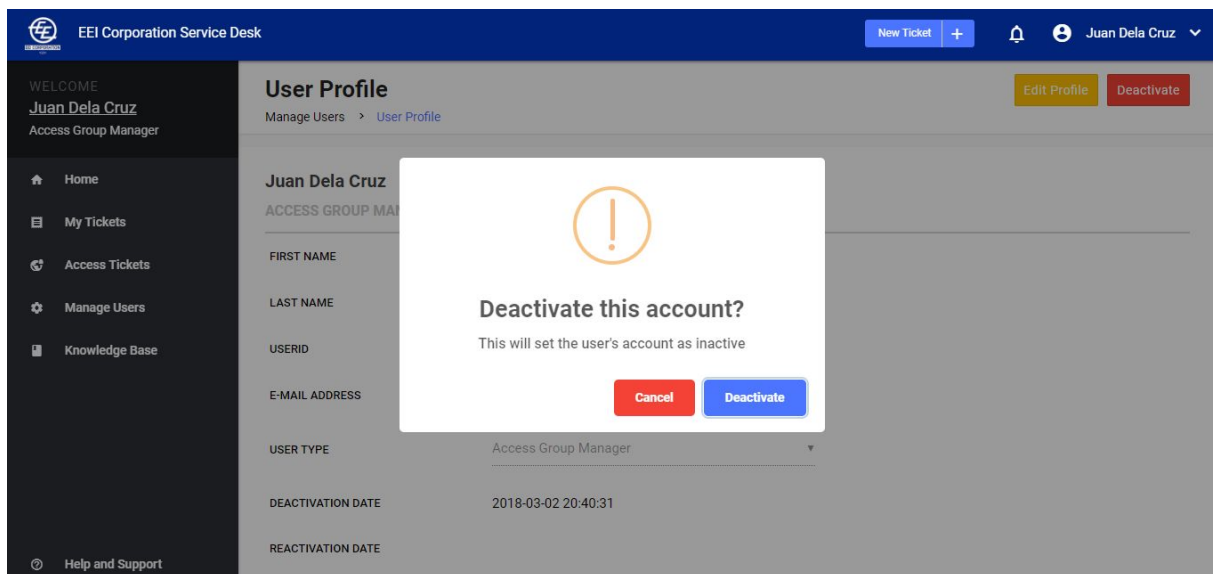 EEI Corporation Service Desk
New Ticket +
Juan Dela Cruz
WELCOME
Juan Dela Cruz
Access Group Manager
Home
My Tickets
Access Tickets
Manage Users
Knowledge Base
Help and Support
User Profile
Manage Users > User Profile
Edit Profile
Deactivate
Juan Dela Cruz
ACCESS GROUP MA
FIRST NAME
LAST NAME
USERID
E-MAIL ADDRESS
USER TYPE
Access Group Manager
DEACTIVATION DATE
2018-03-02 20:40:31
REACTIVATION DATE
Deactivate this account?
This will set the user's account as inactive
Cancel
Deactivate